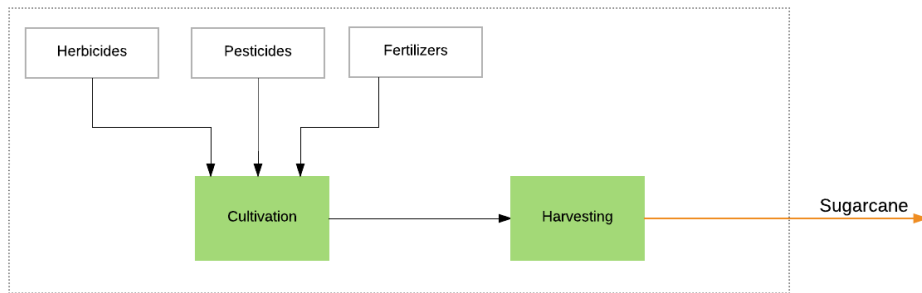 Herbicides
Pesticides
Fertilizers
Cultivation
Harvesting
Sugarcane